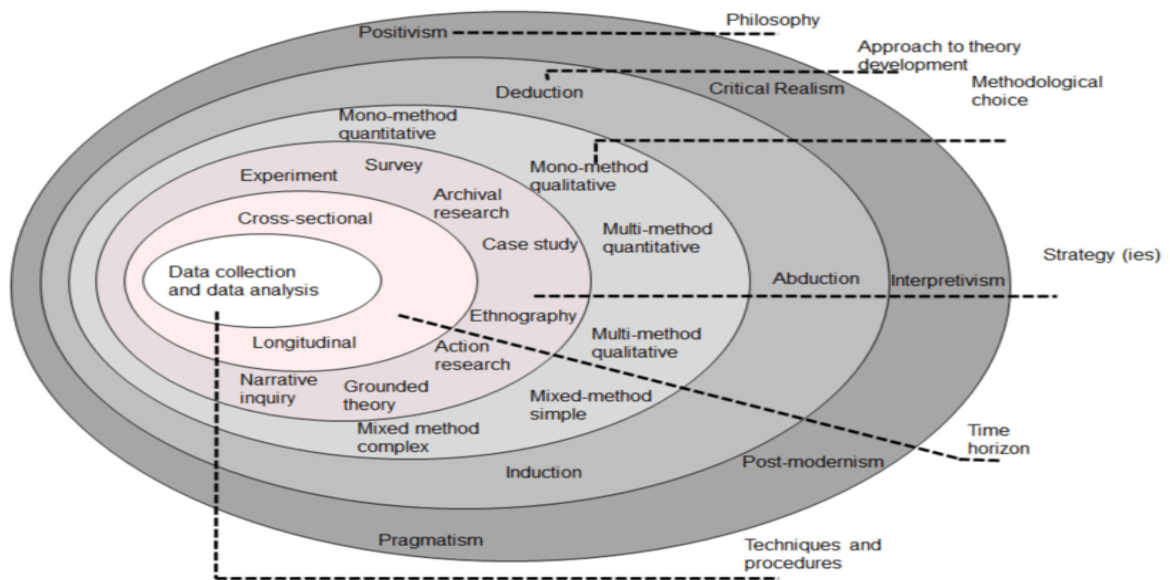 Philosophy
Positivism
Approach to theory
development
Deduction
Critical Realism
Methodological
choice
Mono-method
quantitative
Survey
Mono-method
qualitative
Experiment
Archival
research
Cross-sectional
Multi-method
quantitative
Case study
Strategy (ies)
Data collection
and data analysis
Abduction
Interpretivism
Ethnography
Longitudinal
Action
research
Multi-method
qualitative
Narrative
inquiry
Grounded
theory
Mixed-method
simple
Mixed method
complex
Time
horizon
Induction
Post-modernism
Pragmatism
Techniques and
procedures